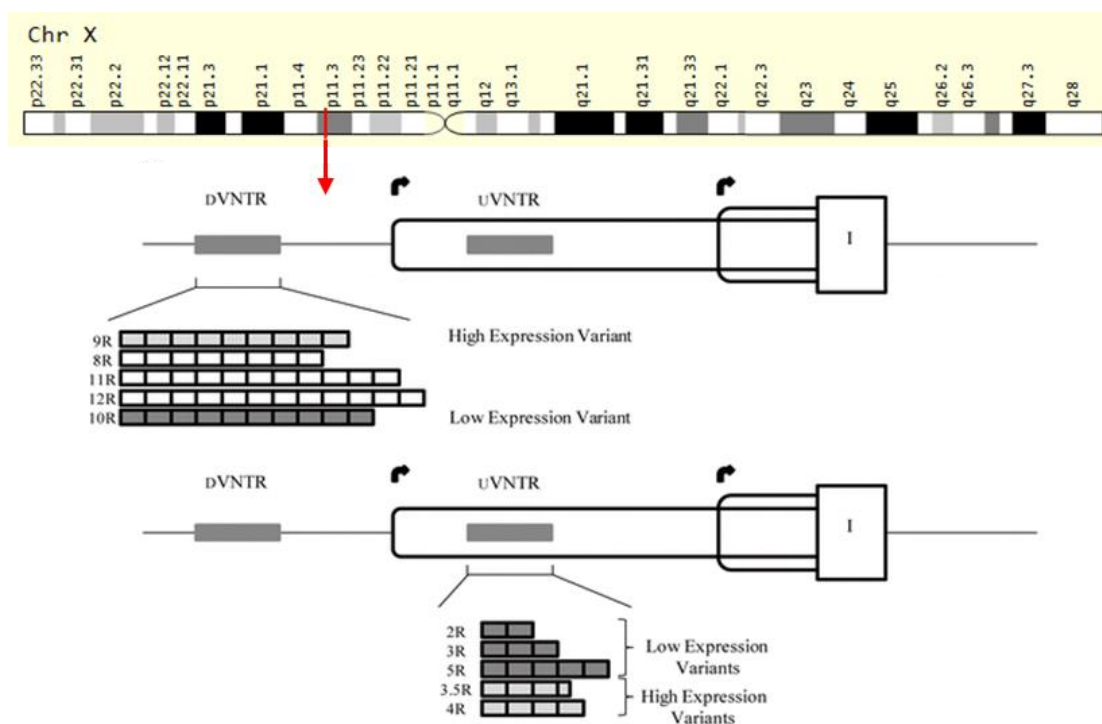 Chr X
p22.33
p22.31
p22.2
p22.12
p22.11
p21.3
p21.1
p11.4
p11.3
p11.23
p11.22
p11.21
p11.1
q11.1
q12
q13.1
q21.1
q21.31
q21.33
q22.1
q22.3
q23
q24
q25
q26.2
q26.3
q27.3
q28
DVNTR
UVNTR
I
9R
High Expression Variant
8R
11R
12R
10R
Low Expression Variant
DVNTR
UVNTR
I
2R
3R
5R
Low Expression
Variants
3.5R
4R
High Expression
Variants